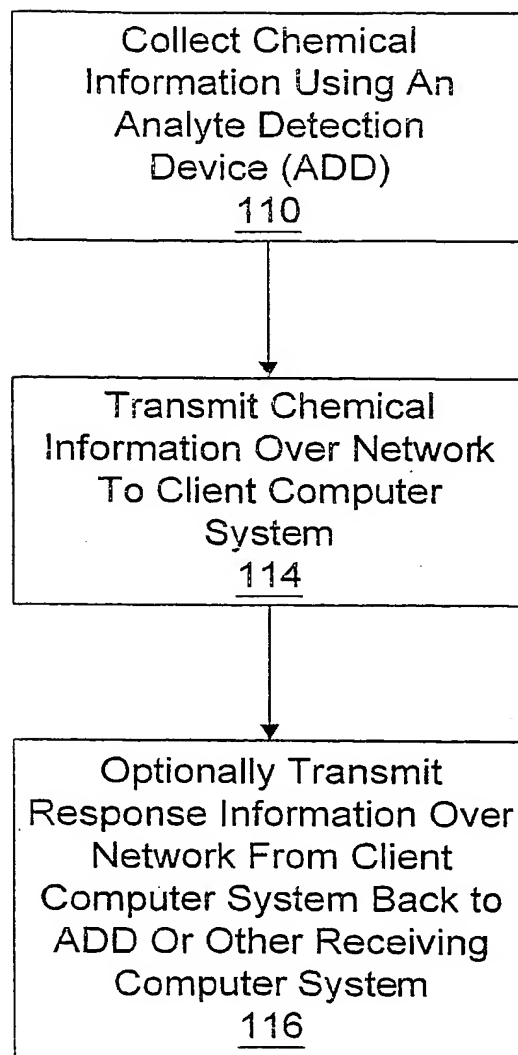 Collect Chemical
Information Using An
Analyte Detection
Device (ADD)
110
Transmit Chemical
Information Over Network
To Client Computer
System
114
Optionally Transmit
Response Information Over
Network From Client
Computer System Back to
ADD Or Other Receiving
Computer System
116